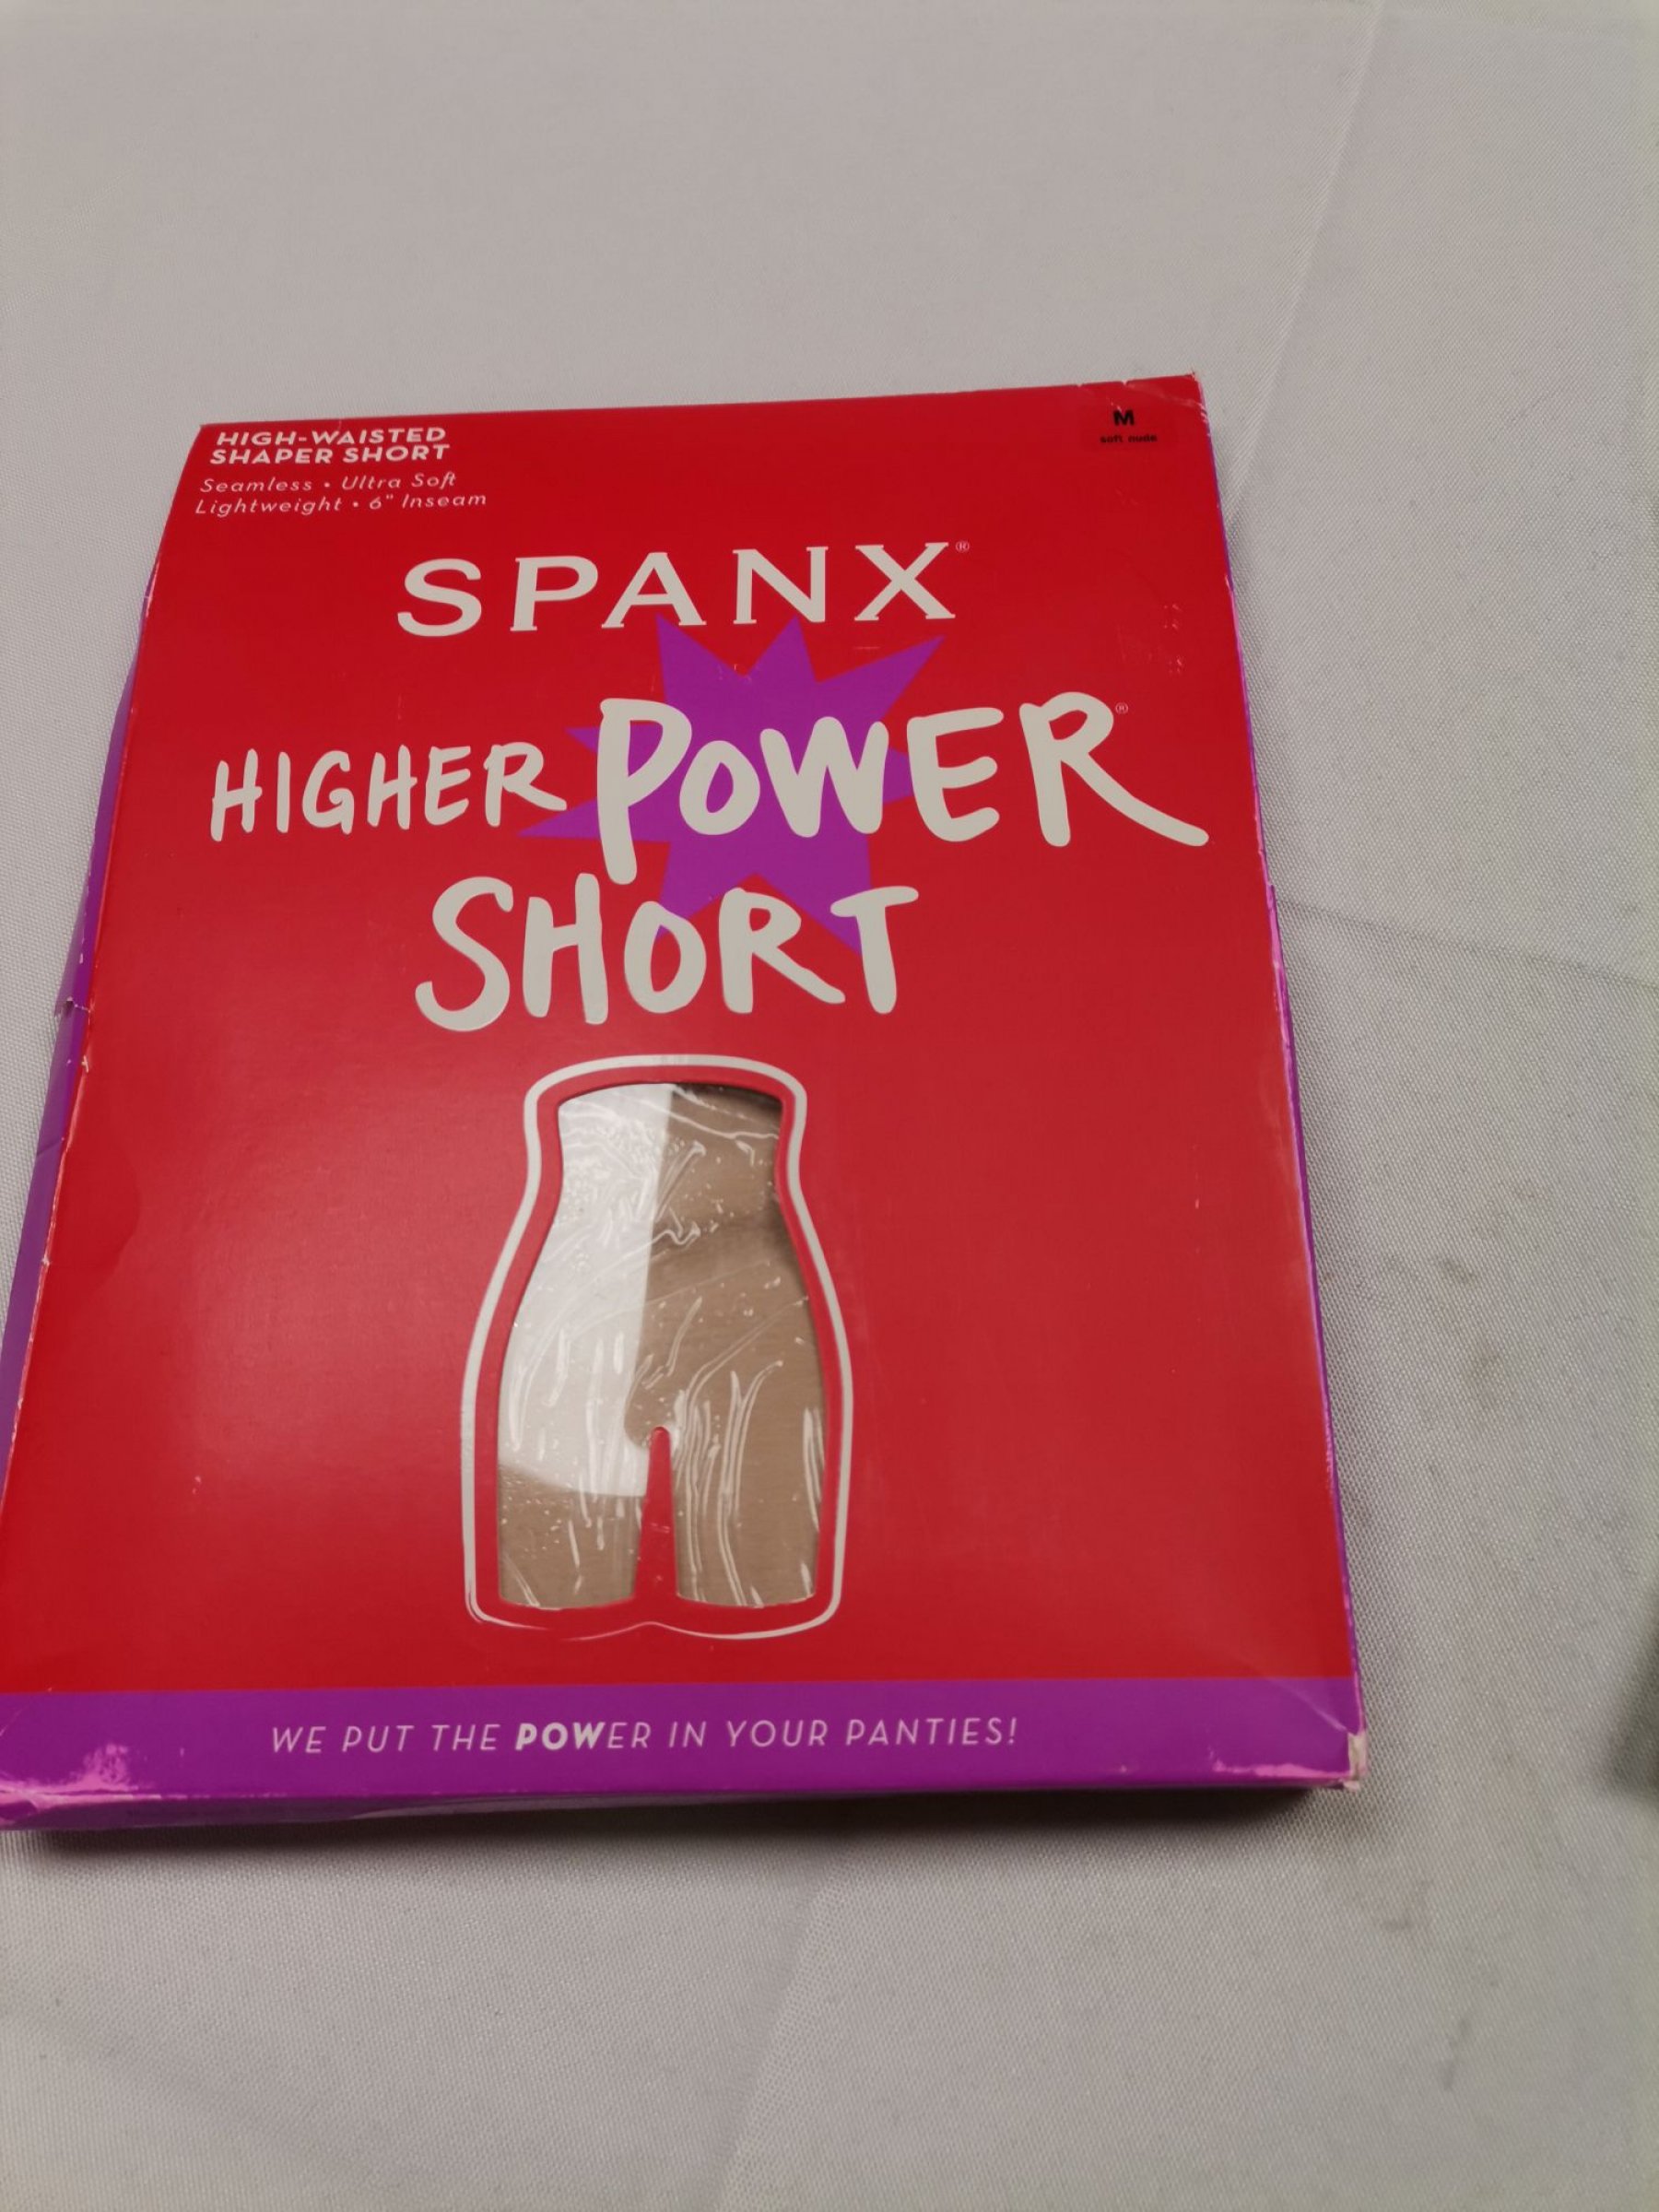 HIGH-WAISTED
SHAPER SHORT
Seamless • Ultra Soft
Lightweight • 6" Inseam
M
soft nude
SPANX®
HIGHER POWER®
SHORT
WE PUT THE POWER IN YOUR PANTIES!